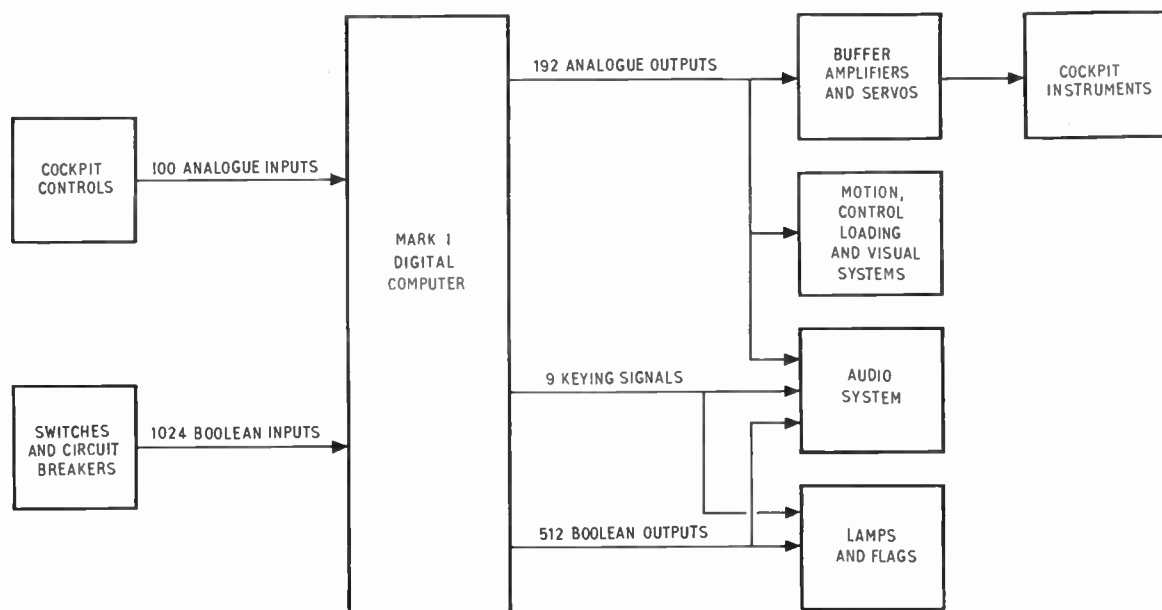 192 ANALOGUE OUTPUTS
BUFFER
AMPLIFIERS
AND SERVOS
COCKPIT
INSTRUMENTS
COCKPIT
CONTROLS
100 ANALOGUE INPUTS
MOTION,
CONTROL
LOADING
AND VISUAL
SYSTEMS
MARK 1
DIGITAL
COMPUTER
9 KEYING SIGNALS
AUDIO
SYSTEM
SWITCHES
AND CIRCUIT
BREAKERS
1024 BOOLEAN INPUTS
512 BOOLEAN OUTPUTS
LAMPS
AND FLAGS